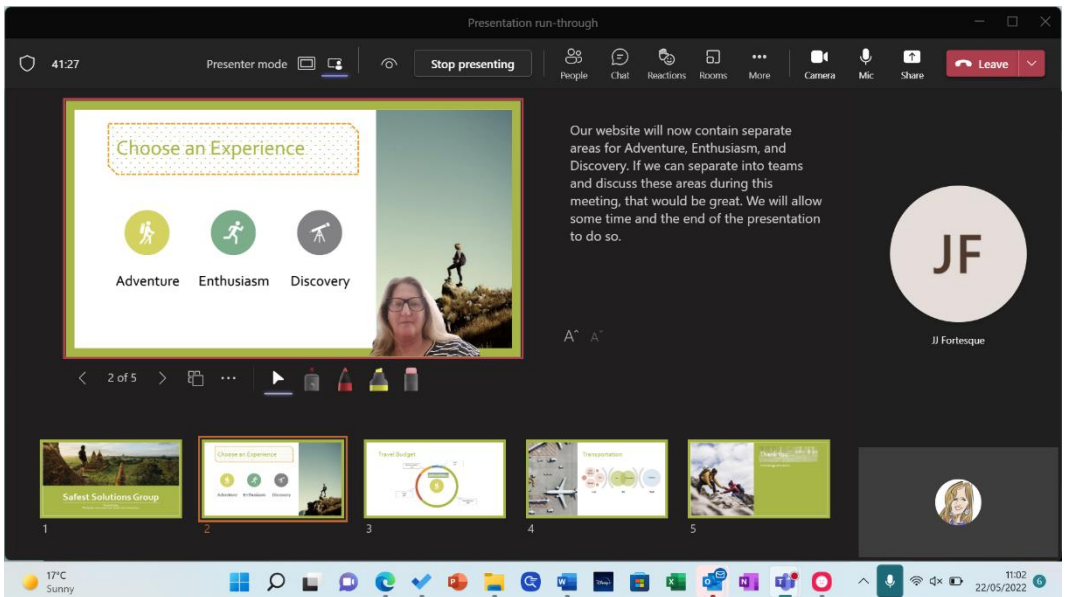 Presentation run-through
41:27
Presenter mode
Stop presenting
People
Chat
Reactions
Rooms
More
Camera
Mic
Share
Leave
Choose an Experience
Adventure Enthusiasm Discovery
Our website will now contain separate
areas for Adventure, Enthusiasm, and
Discovery. If we can separate into teams
and discuss these areas during this
meeting, that would be great. We will allow
some time and the end of the presentation
to do so.
A A
JF
JJ Fortesque
2 of 5
Safest Solutions Group
1
Choose an Experience
Adventure Enthusiasm Discovery
2
Travel Budget
3
Transportation
4
Thank You
5
17°C
Sunny
11:02
22/05/2022
6